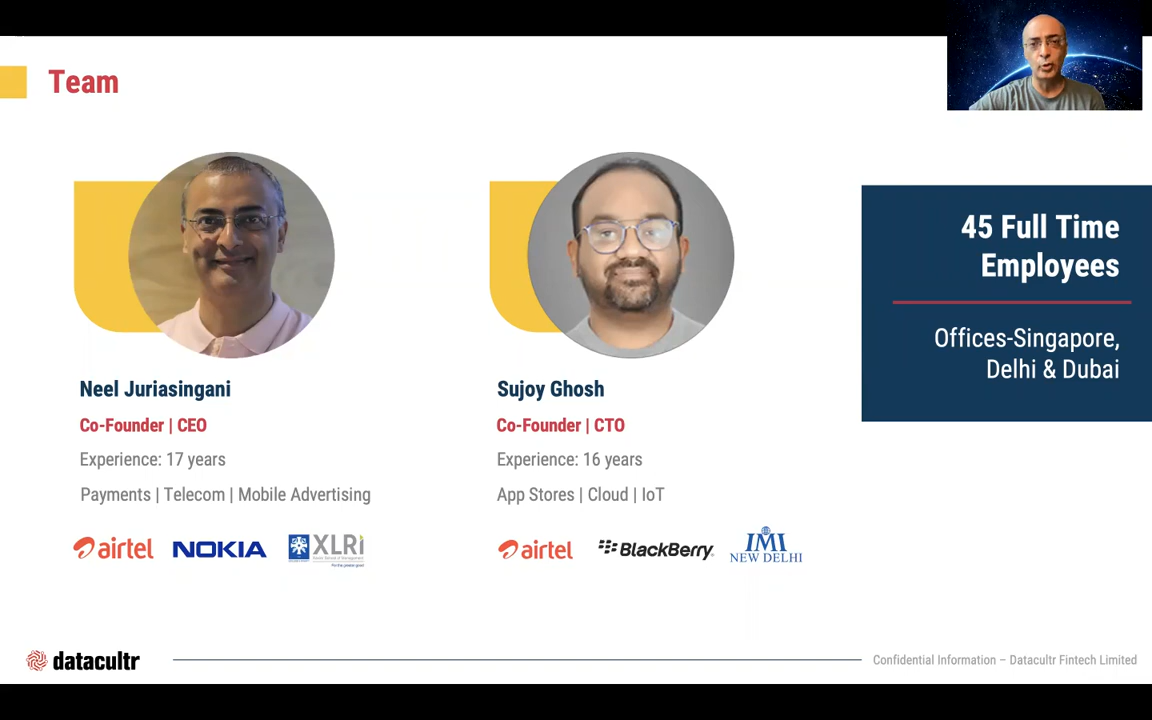 Team
Neel Juriasingani
Co-Founder | CEO
Experience: 17 years
Payments | Telecom | Mobile Advertising
airtel
NOKIA
XLRi
Sujoy Ghosh
Co-Founder | CTO
Experience: 16 years
App Stores | Cloud | IoT
airtel
BlackBerry
IMI
NEW DELHI
45 Full Time
Employees
Offices-Singapore,
Delhi & Dubai
datacultr
Confidential Information – Datacultr Fintech Limited